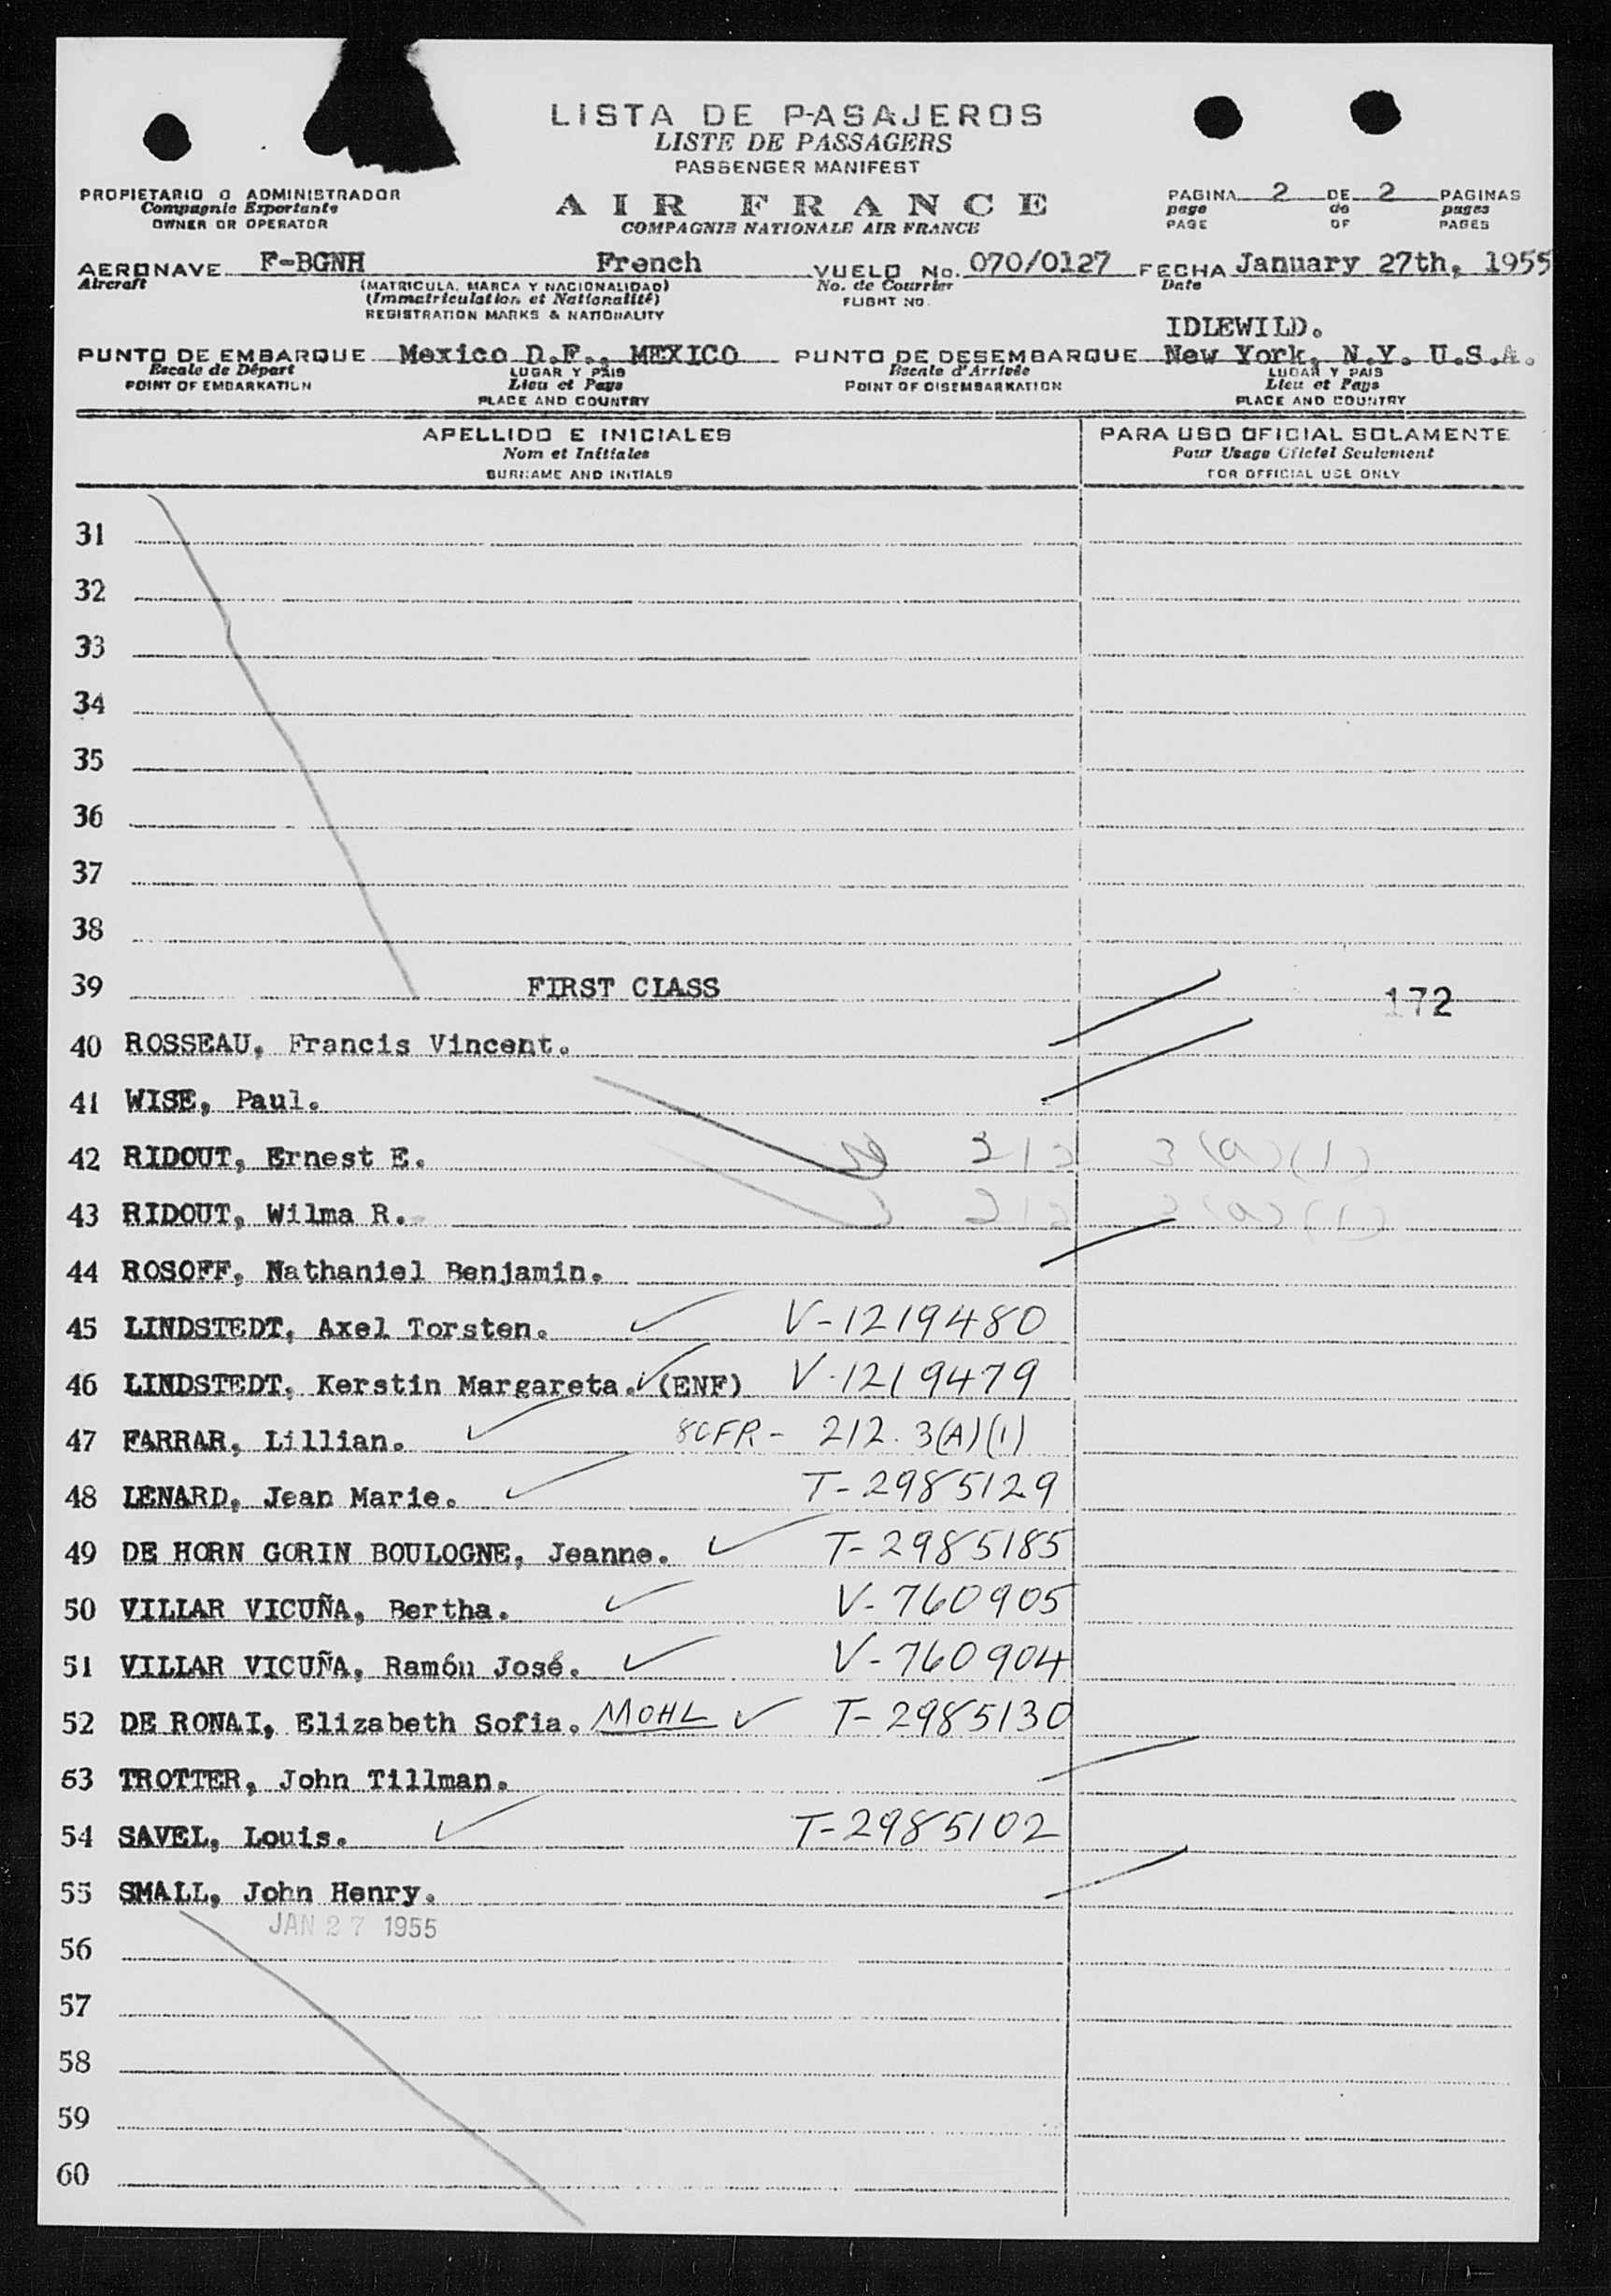 LISTA DE PASAJEROS
LISTE DE PASSAGERS
PASSENGER MANIFEST
PROPIETARIO O ADMINISTRADOR
Compagnie Exportante
OWNER OR OPERATOR
AIR FRANCE
COMPAGNIE NATIONALE AIR FRANCE
PAGINA 2 DE 2 PAGINAS
page de pages
PAGE OF PAGES
AERONAVE F-BGNH French VUELO No. 070/0127 FECHA January 27th, 1955
Aircraft (MATRICULA, MARCA Y NACIONALIDAD) No. de Courrier Date
(Immatriculation et Nationalité) FLIGHT NO.
REGISTRATION MARKS & NATIONALITY
IDLEWILD.
PUNTO DE EMBARQUE Mexico D.F., MEXICO PUNTO DE DESEMBARQUE New York, N.Y. U.S.A.
Escale de Départ LUGAR Y PAIS Escale d'Arrivée LUGAR Y PAIS
POINT OF EMBARKATION Lieu et Pays POINT OF DISEMBARKATION Lieu et Pays
PLACE AND COUNTRY PLACE AND COUNTRY
APELLIDO E INICIALES PARA USO OFICIAL SOLAMENTE
Nom et Initiales Pour Usage Officiel Seulement
SURNAME AND INITIALS FOR OFFICIAL USE ONLY
31
32
33
34
35
36
37
38
39 FIRST CLASS 172
40 ROSSEAU, Francis Vincent.
41 WISE, Paul.
42 RIDOUT, Ernest E. 212 3(a)(1)
43 RIDOUT, Wilma R. 212 3(a)(1)
44 ROSOFF, Nathaniel Benjamin.
45 LINDSTEDT, Axel Torsten. V-1219480
46 LINDSTEDT, Kerstin Margareta. (ENF) V-1219479
47 FARRAR, Lillian. 8CFR- 212.3(A)(1)
48 LENARD, Jean Marie. T-2985129
49 DE HORN GORIN BOULOGNE, Jeanne. T-2985185
50 VILLAR VICUÑA, Bertha. V-760905
51 VILLAR VICUÑA, Ramón José. V-760904
52 DE RONAI, Elizabeth Sofia. MOHL T-2985130
53 TROTTER, John Tillman.
54 SAVEL, Louis. T-2985102
55 SMALL, John Henry.
JAN 27 1955
56
57
58
59
60